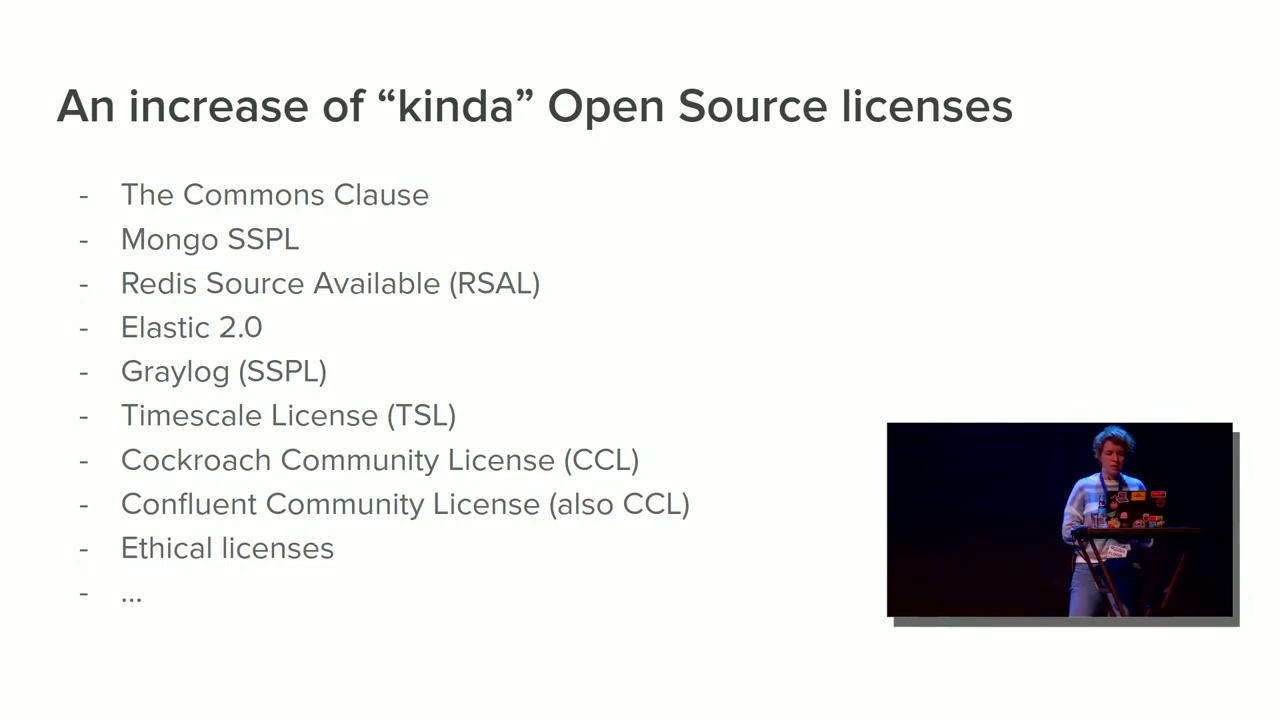 An increase of “kinda” Open Source licenses
- The Commons Clause
- Mongo SSPL
- Redis Source Available (RSAL)
- Elastic 2.0
- Graylog (SSPL)
- Timescale License (TSL)
- Cockroach Community License (CCL)
- Confluent Community License (also CCL)
- Ethical licenses
- ...